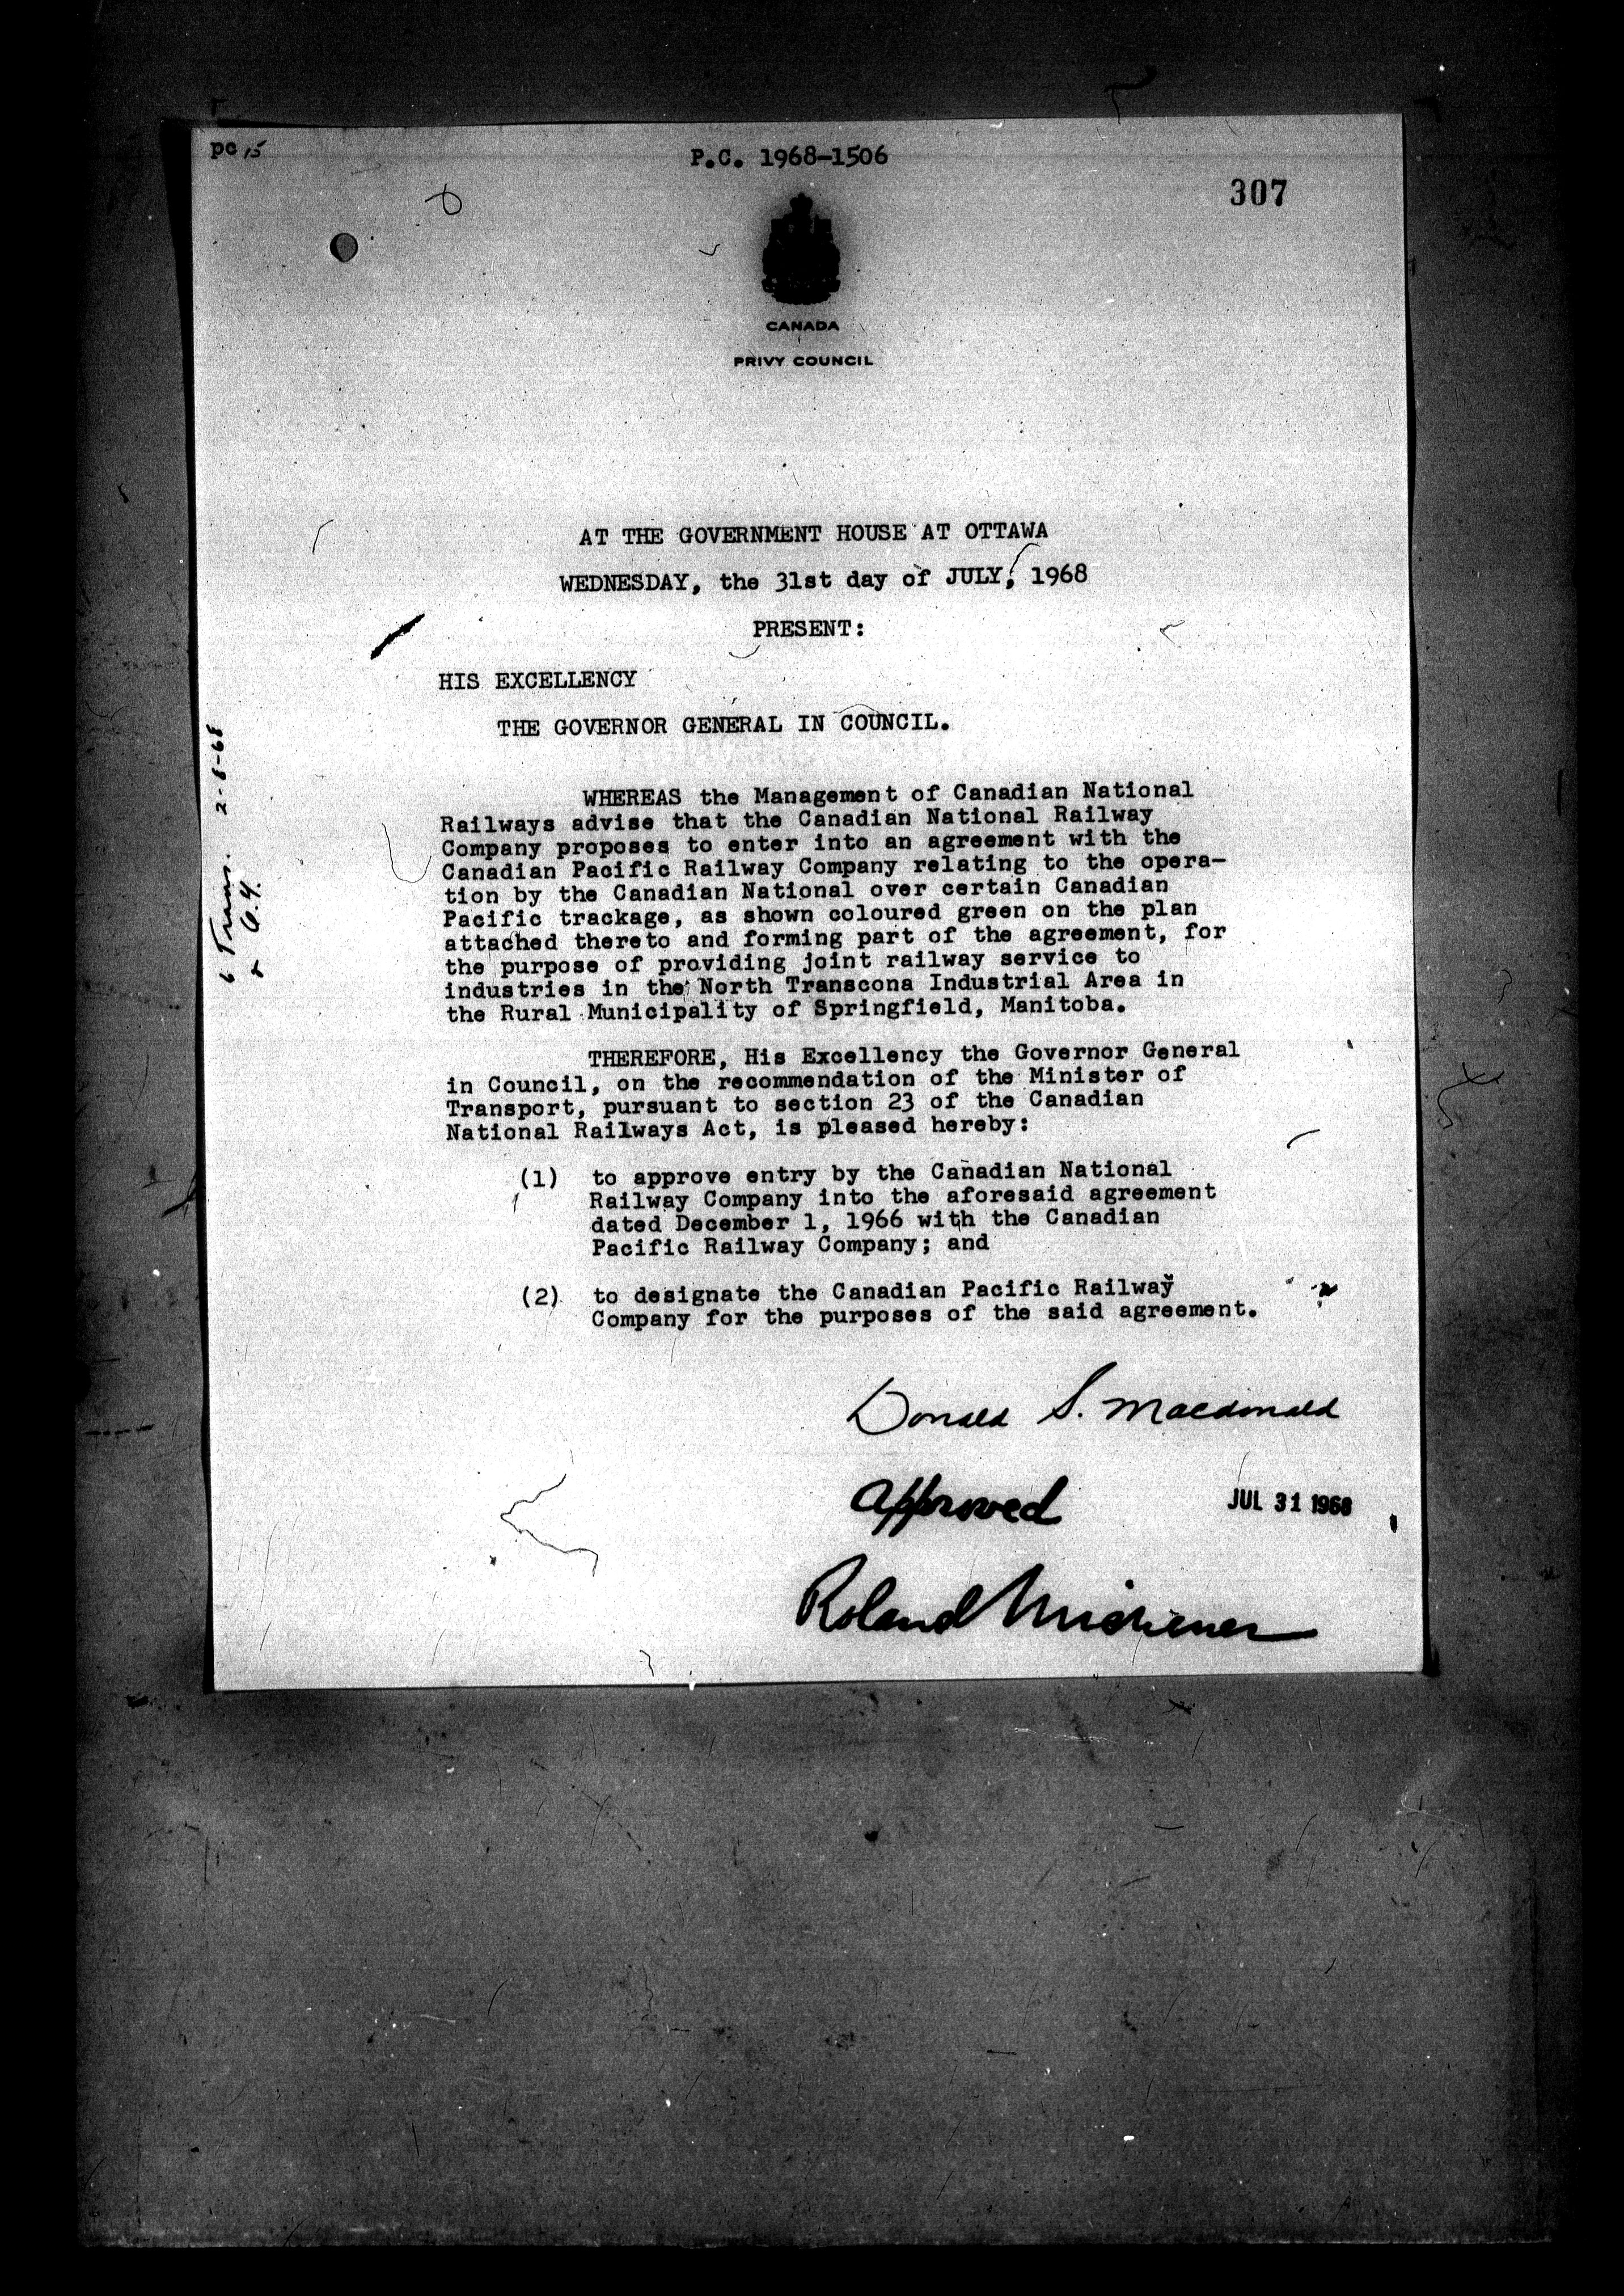 pc 15
P.C. 1968-1506
307
CANADA
PRIVY COUNCIL
AT THE GOVERNMENT HOUSE AT OTTAWA
WEDNESDAY, the 31st day of JULY, 1968
PRESENT:
HIS EXCELLENCY
THE GOVERNOR GENERAL IN COUNCIL.
WHEREAS the Management of Canadian National
Railways advise that the Canadian National Railway
Company proposes to enter into an agreement with the
Canadian Pacific Railway Company relating to the opera-
tion by the Canadian National over certain Canadian
Pacific trackage, as shown coloured green on the plan
attached thereto and forming part of the agreement, for
the purpose of providing joint railway service to
industries in the North Transcona Industrial Area in
the Rural Municipality of Springfield, Manitoba.
THEREFORE, His Excellency the Governor General
in Council, on the recommendation of the Minister of
Transport, pursuant to section 23 of the Canadian
National Railways Act, is pleased hereby:
(1) to approve entry by the Canadian National
Railway Company into the aforesaid agreement
dated December 1, 1966 with the Canadian
Pacific Railway Company; and
(2) to designate the Canadian Pacific Railway
Company for the purposes of the said agreement.
Donald S. Macdonald
Approved
JUL 31 1968
Roland Michener
6 Trans. 2-8-68